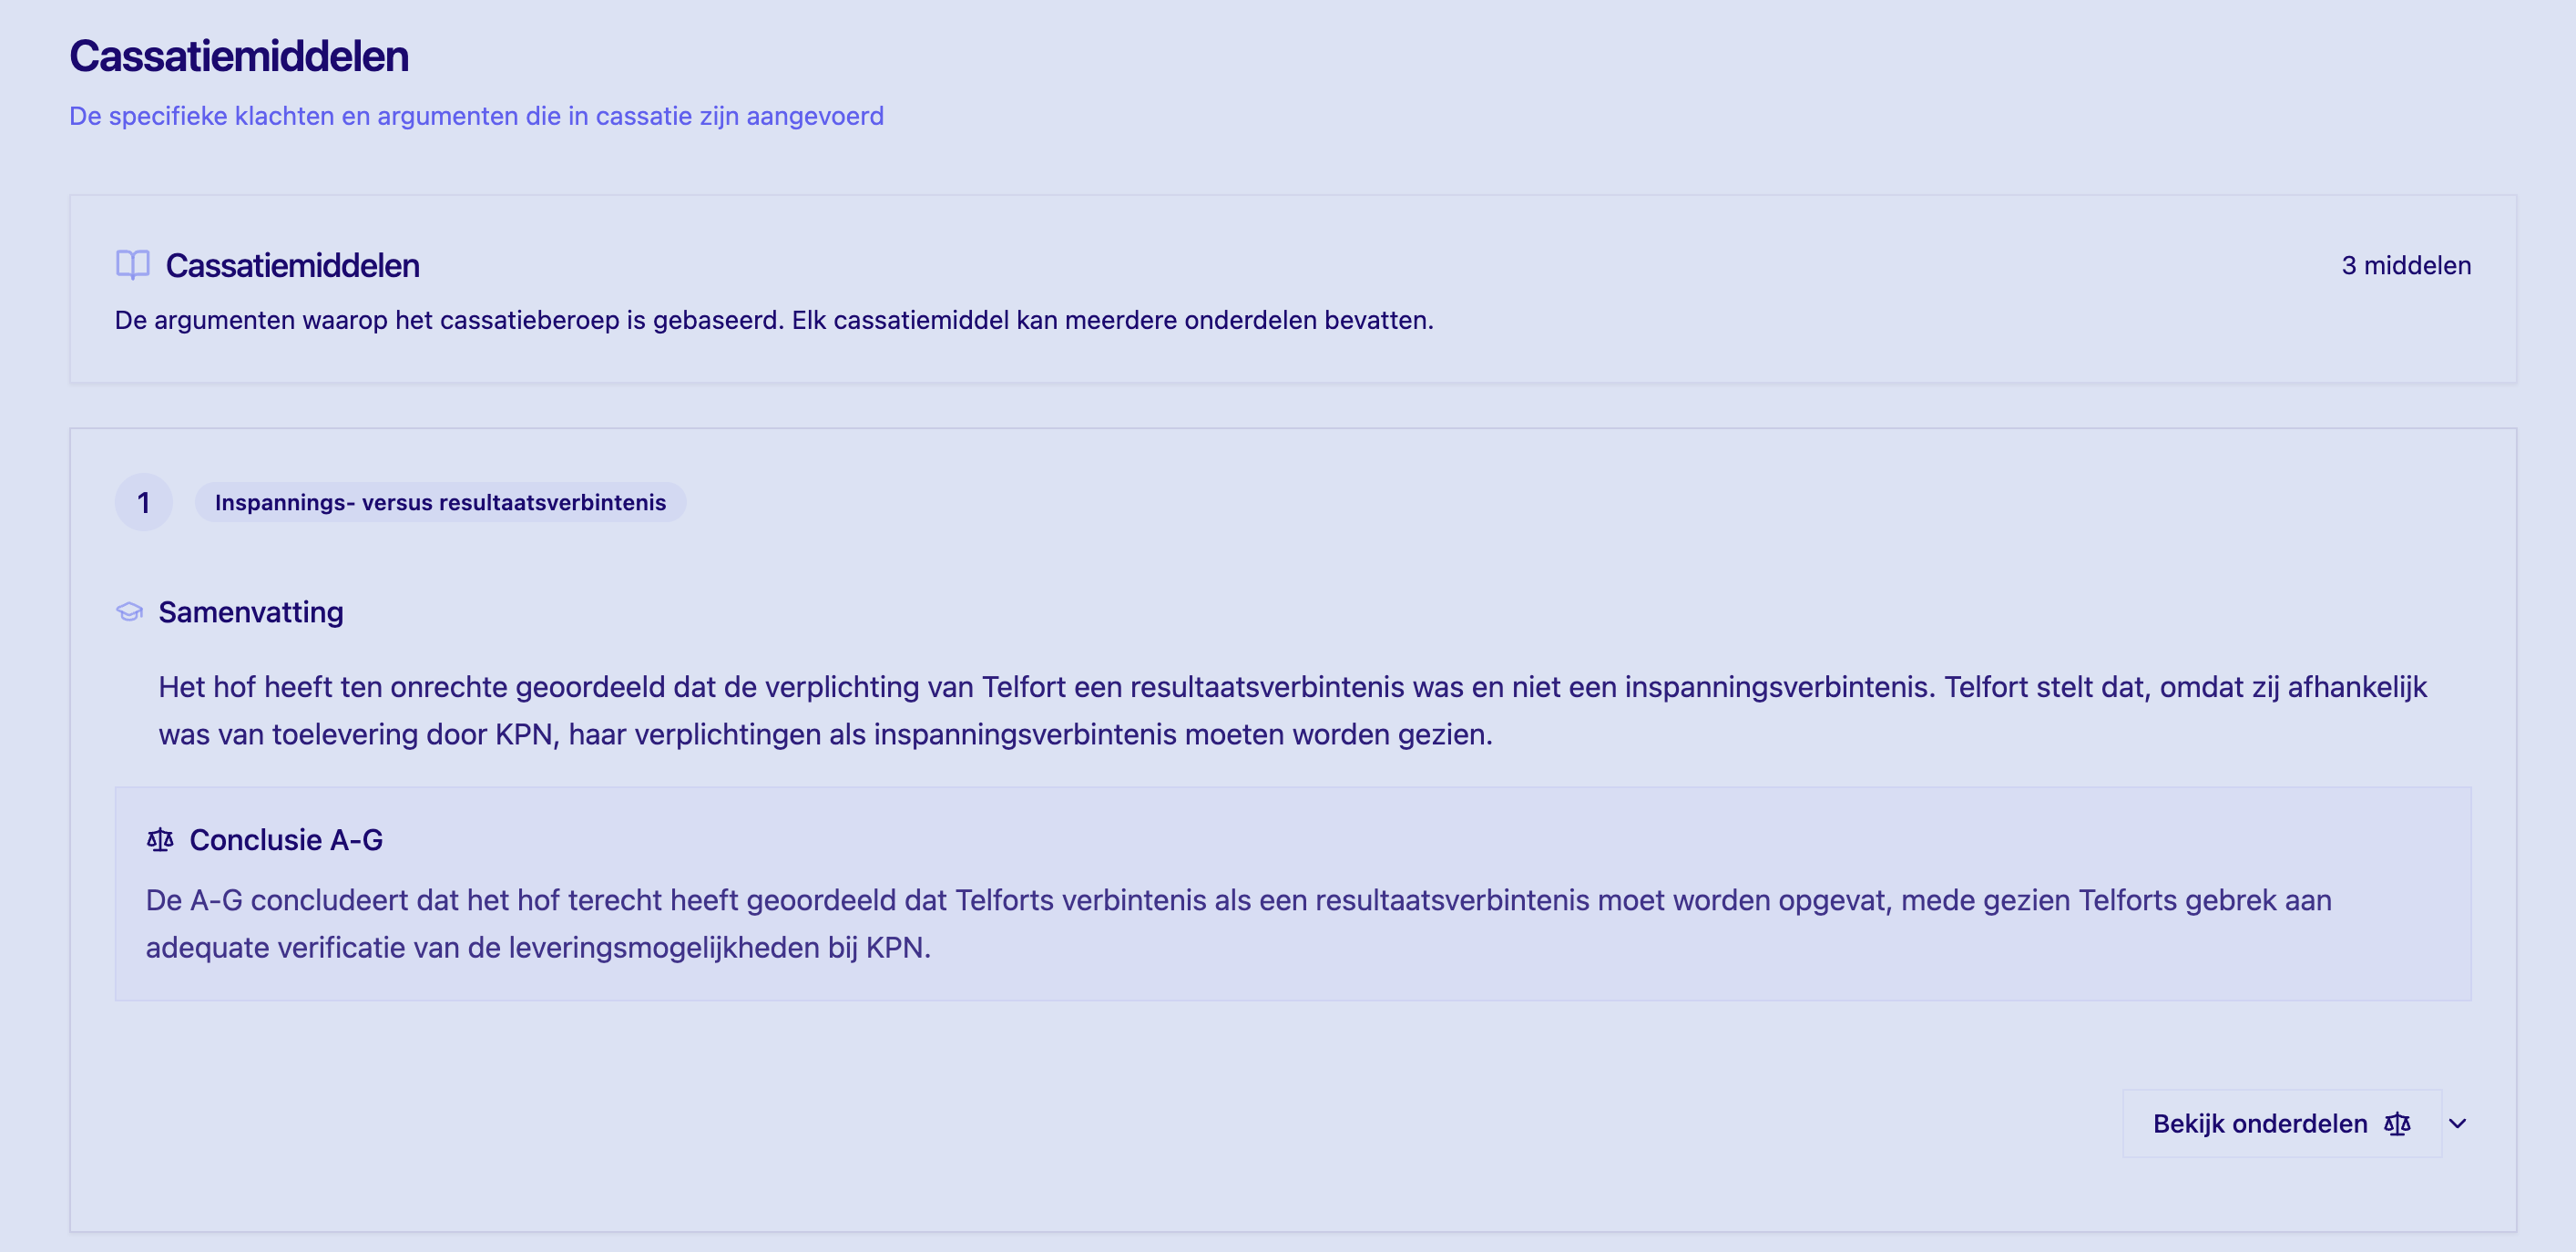 Cassatiemiddelen
De specifieke klachten en argumenten die in cassatie zijn aangevoerd
Cassatiemiddelen
3 middelen
De argumenten waarop het cassatieberoep is gebaseerd. Elk cassatiemiddel kan meerdere onderdelen bevatten.
1
Inspannings- versus resultaatsverbintenis
Samenvatting
Het hof heeft ten onrechte geoordeeld dat de verplichting van Telfort een resultaatsverbintenis was en niet een inspanningsverbintenis. Telfort stelt dat, omdat zij afhankelijk
was van toelevering door KPN, haar verplichtingen als inspanningsverbintenis moeten worden gezien.
Conclusie A-G
De A-G concludeert dat het hof terecht heeft geoordeeld dat Telforts verbintenis als een resultaatsverbintenis moet worden opgevat, mede gezien Telforts gebrek aan
adequate verificatie van de leveringsmogelijkheden bij KPN.
Bekijk onderdelen